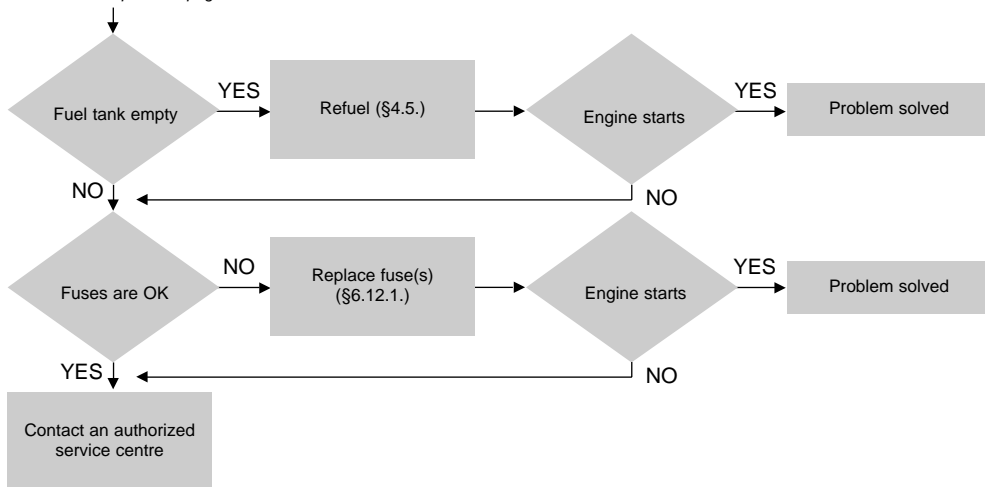 Fuel tank empty
YES
Refuel (§4.5.)
Engine starts
YES
Problem solved
NO
NO
Fuses are OK
NO
Replace fuse(s)
(§6.12.1.)
Engine starts
YES
Problem solved
YES
NO
Contact an authorized
service centre